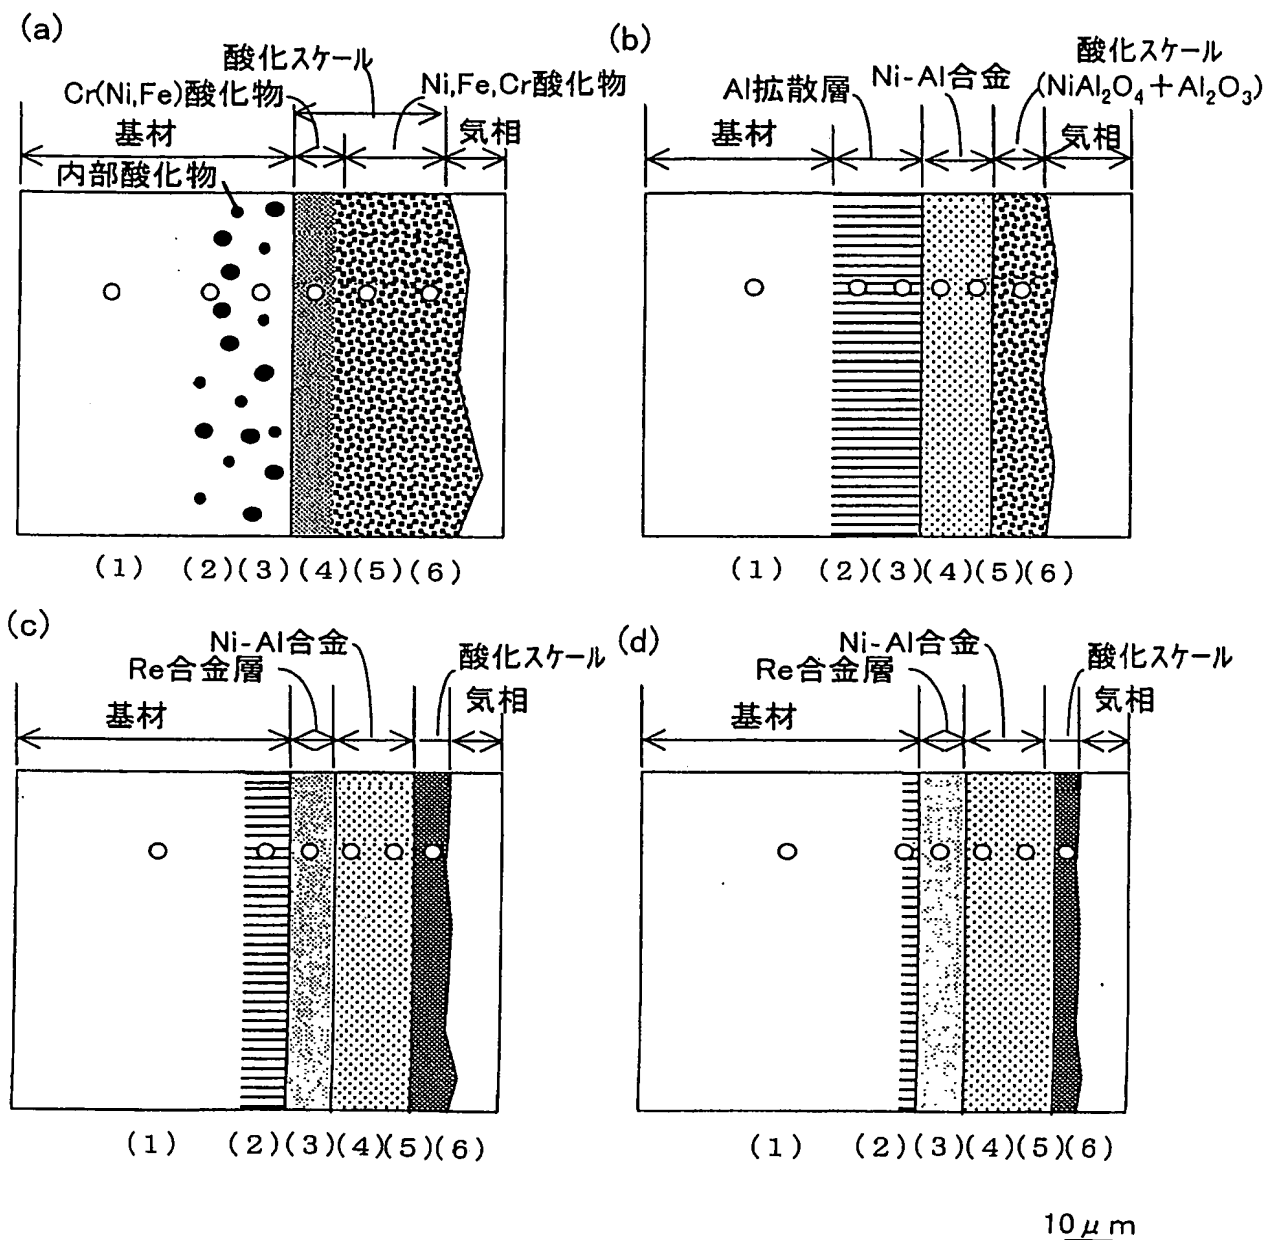 (a)
酸化スケール
Cr(Ni,Fe)酸化物
Ni,Fe,Cr酸化物
基材
気相
内部酸化物
(1) (2)(3)(4)(5)(6)
(b)
酸化スケール
Al拡散層
Ni-Al合金
(NiAl₂O₄+Al₂O₃)
基材
気相
(1) (2)(3)(4)(5)(6)
(c)
Ni-Al合金
Re合金層
酸化スケール
基材
気相
(1) (2)(3)(4)(5)(6)
(d)
Ni-Al合金
Re合金層
酸化スケール
基材
気相
(1) (2)(3)(4)(5)(6)
10μm